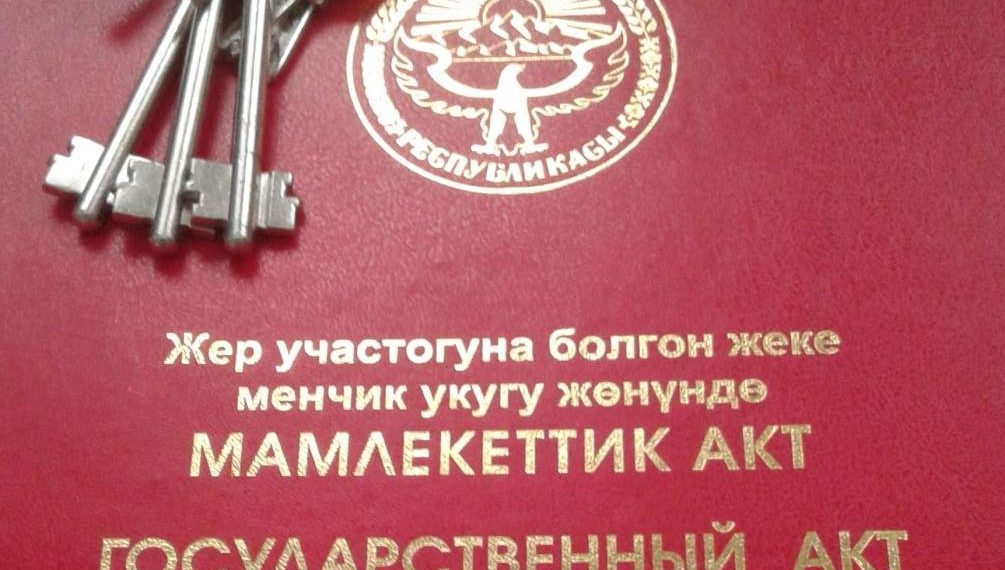 РЕСПУБЛИКАСЫ
Жер участогуна болгон жеке
менчик укугу жөнүндө
МАМЛЕКЕТТИК АКТ
ГОСУДАРСТВЕННЫЙ АКТ